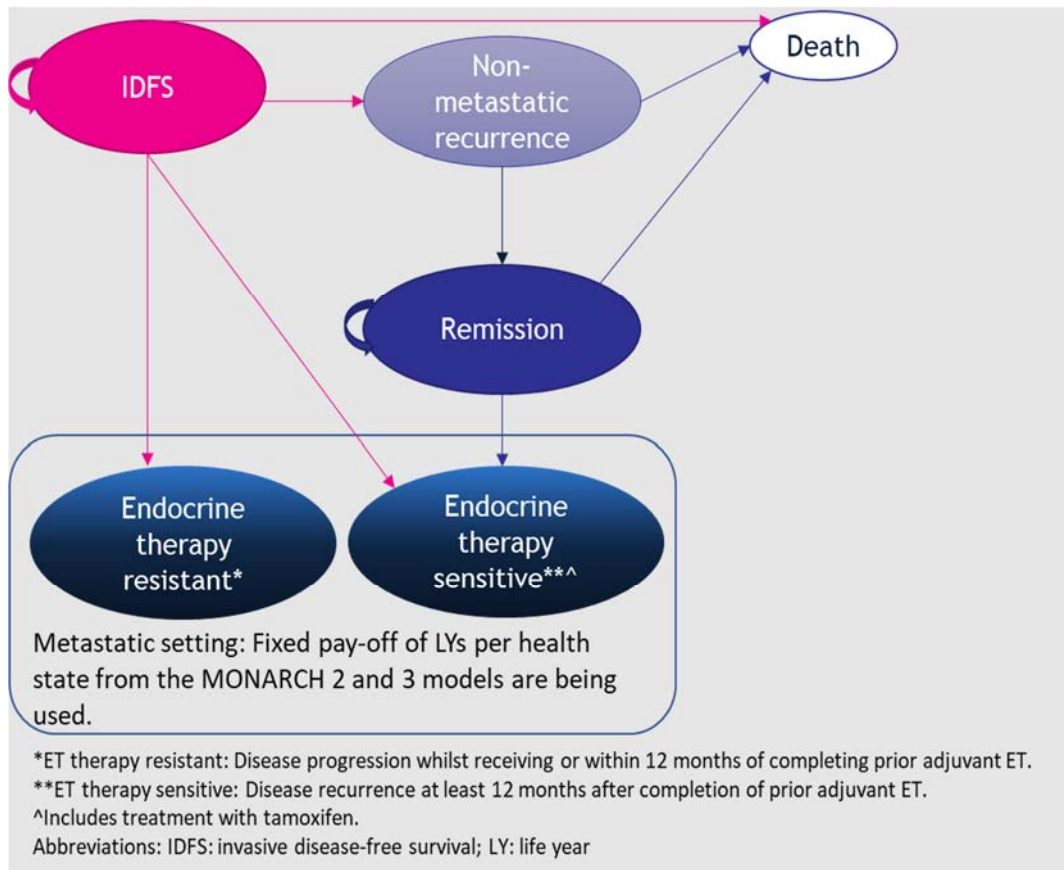 IDFS
Non-
metastatic
recurrence
Death
Remission
Endocrine
therapy
resistant*
Endocrine
therapy
sensitive**^
Metastatic setting: Fixed pay-off of LYs per health
state from the MONARCH 2 and 3 models are being
used.
*ET therapy resistant: Disease progression whilst receiving or within 12 months of completing prior adjuvant ET.
**ET therapy sensitive: Disease recurrence at least 12 months after completion of prior adjuvant ET.
^Includes treatment with tamoxifen.
Abbreviations: IDFS: invasive disease-free survival; LY: life year